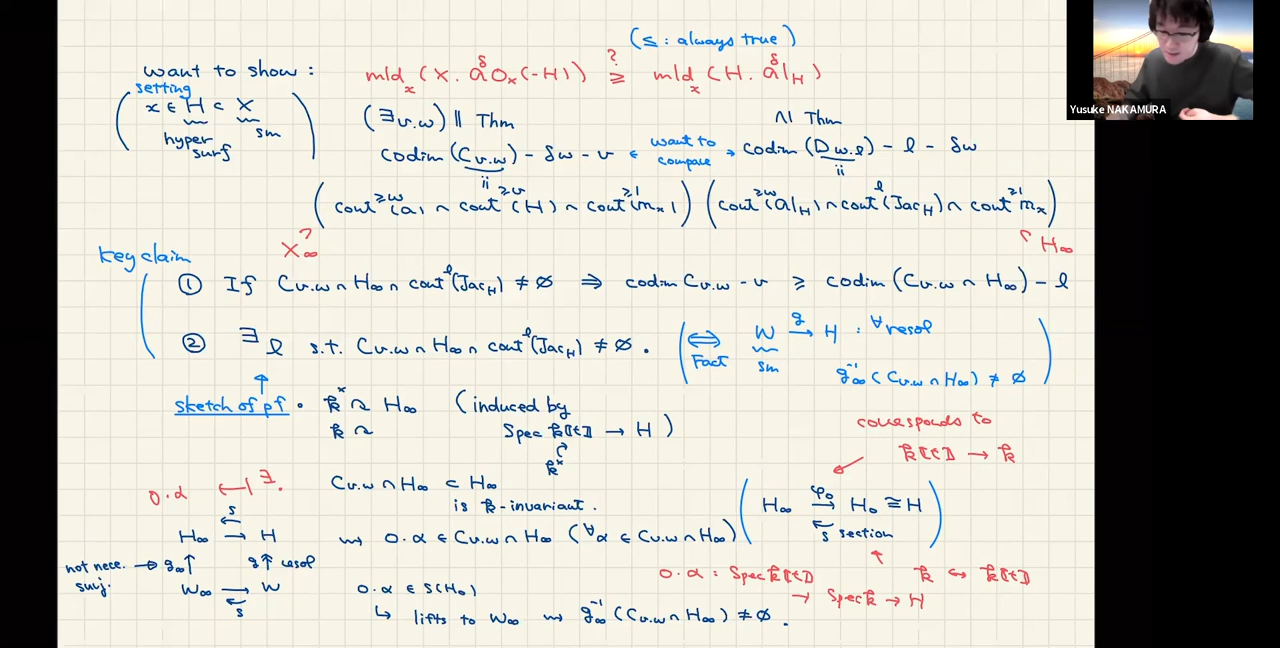 (≤ : always true)
want to show : mld_x (X, 𝔞^δ O_X(-H)) ≥? mld_x (H, 𝔞^δ|_H)
setting
x ∈ H ⊂ X
hyper surf
sm
(∃v.w) || Thm
∧| Thm
codim (C_{v.w}) - δw - v ← want to compare → codim (D_{w.l}) - l - δw
(cont^{≥w}(𝔞) ∩ cont^{≥v}(H) ∩ cont^{≥1}(m_x)) (cont^{≥w}(𝔞|_H) ∩ cont^l(Jac_H) ∩ cont^{≥1} m_x)
X_∞
H_∞
key claim
① If C_{v.w} ∩ H_∞ ∩ cont^l(Jac_H) ≠ ∅ ⇒ codim C_{v.w} - v ≥ codim (C_{v.w} ∩ H_∞) - l
② ∃l s.t. C_{v.w} ∩ H_∞ ∩ cont^l(Jac_H) ≠ ∅ .
(⇔ Fact W →^g H : ∀resol
sm
g_∞^{-1}(C_{v.w} ∩ H_∞) ≠ ∅)
sketch of pf . k^× ↷ H_∞ (induced by
k ↷ Spec k[[t]] → H)
k^×
corresponds to
k[[t]] → k
0.α ↤ ∃.
C_{v.w} ∩ H_∞ ⊂ H_∞
is k-invariant .
(H_∞ →^{φ_0} H_0 ≅ H
s section)
H_∞ → H
s
⇝ 0.α ∈ C_{v.w} ∩ H_∞ (∀α ∈ C_{v.w} ∩ H_∞)
not nece. surj. → g_∞↑ g↑ resol
W_∞ → W
s
0.α : Spec k[[t]]
→ Spec k → H
k ↪ k[[t]]
0.α ∈ s(H_0)
↳ lifts to W_∞ ⇝ g_∞^{-1}(C_{v.w} ∩ H_∞) ≠ ∅ .
Yusuke NAKAMURA